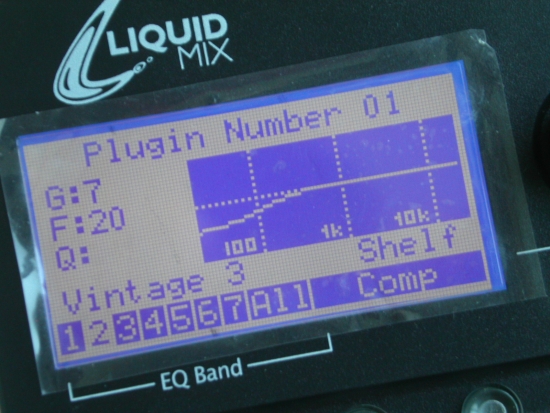 LIQUID
MIX
Plugin Number 01
G:7
F:20
Q:
100 1k 10k
Vintage 3 Shelf
1 2 3 4 5 6 7 All Comp
EQ Band